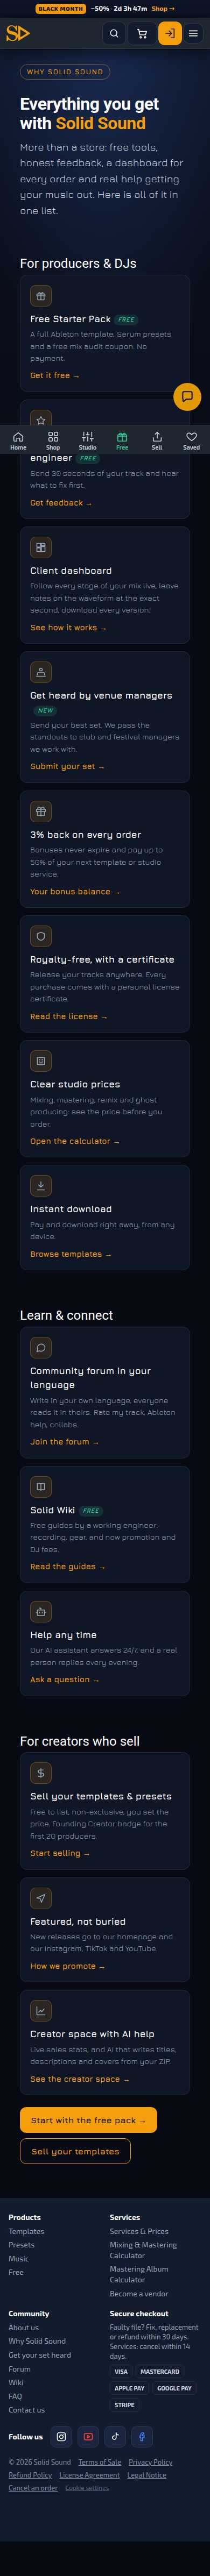 BLACK MONTH −50% · 2d 3h 47m Shop →
WHY SOLID SOUND
Everything you get
with Solid Sound
More than a store: free tools,
honest feedback, a dashboard for
every order and real help getting
your music out. Here is all of it in
one list.
For producers & DJs
Free Starter Pack FREE
A full Ableton template, Serum presets
and a free mix audit coupon. No
payment.
Get it free →
Home Shop Studio Free Sell Saved
engineer FREE
Send 30 seconds of your track and hear
what to fix first.
Get feedback →
Client dashboard
Follow every stage of your mix live, leave
notes on the waveform at the exact
second, download every version.
See how it works →
Get heard by venue managers
NEW
Send your best set. We pass the
standouts to club and festival managers
we work with.
Submit your set →
3% back on every order
Bonuses never expire and pay up to
50% of your next template or studio
service.
Your bonus balance →
Royalty-free, with a certificate
Release your tracks anywhere. Every
purchase comes with a personal license
certificate.
Read the license →
Clear studio prices
Mixing, mastering, remix and ghost
producing: see the price before you
order.
Open the calculator →
Instant download
Pay and download right away, from any
device.
Browse templates →
Learn & connect
Community forum in your
language
Write in your own language, everyone
reads it in theirs. Rate my track, Ableton
help, collabs.
Join the forum →
Solid Wiki FREE
Free guides by a working engineer:
recording, gear, and now promotion and
DJ fees.
Read the guides →
Help any time
Our AI assistant answers 24/7, and a real
person replies every evening.
Ask a question →
For creators who sell
Sell your templates & presets
Free to list, non-exclusive, you set the
price. Founding Creator badge for the
first 20 producers.
Start selling →
Featured, not buried
New releases go to our homepage and
our Instagram, TikTok and YouTube.
How we promote →
Creator space with AI help
Live sales stats, and AI that writes titles,
descriptions and covers from your ZIP.
See the creator space →
Start with the free pack →
Sell your templates
Products
Templates
Presets
Music
Free
Services
Services & Prices
Mixing & Mastering
Calculator
Mastering Album
Calculator
Become a vendor
Community
About us
Why Solid Sound
Get your set heard
Forum
Wiki
FAQ
Contact us
Secure checkout
Faulty file? Fix, replacement
or refund within 30 days.
Services: cancel within 14
days.
VISA MASTERCARD
APPLE PAY GOOGLE PAY
STRIPE
Follow us
© 2026 Solid Sound Terms of Sale Privacy Policy
Refund Policy License Agreement Legal Notice
Cancel an order Cookie settings